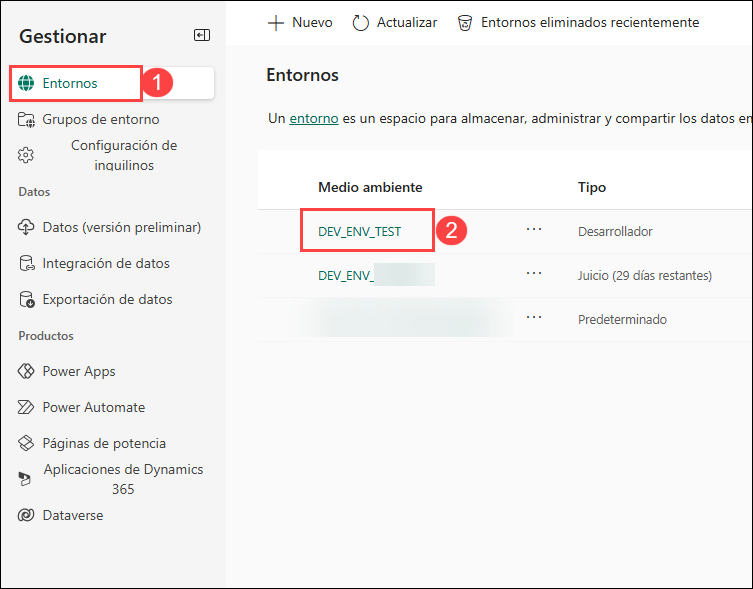 Gestionar
Entornos 1
Grupos de entorno
Configuración de
inquilinos
Datos
Datos (versión preliminar)
Integración de datos
Exportación de datos
Productos
Power Apps
Power Automate
Páginas de potencia
Aplicaciones de Dynamics
365
Dataverse
Nuevo Actualizar Entornos eliminados recientemente
Entornos
Un entorno es un espacio para almacenar, administrar y compartir los datos
Medio ambiente Tipo
DEV_ENV_TEST 2 ... Desarrollador
DEV_ENV_ ... Juicio (29 días restantes)
... Predeterminado